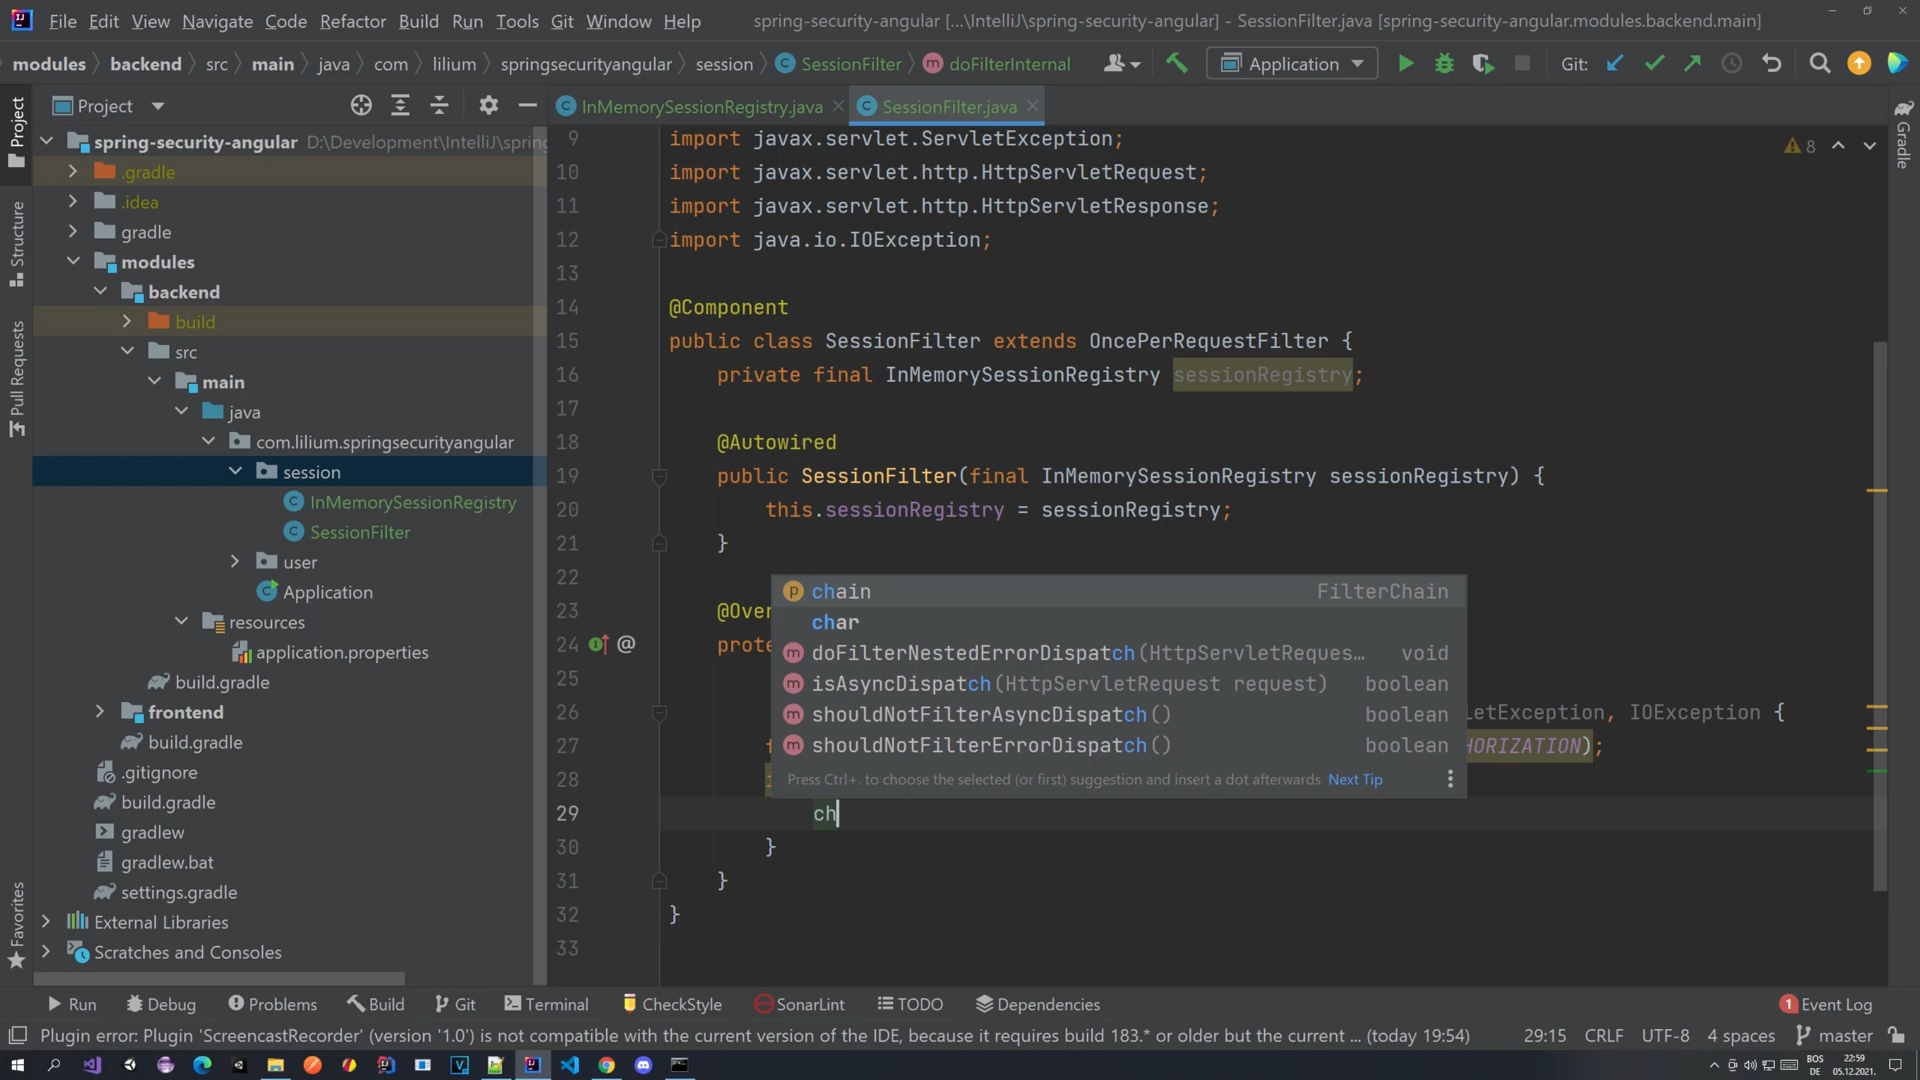 File Edit View Navigate Code Refactor Build Run Tools Git Window Help spring-security-angular [...\IntelliJ\spring-security-angular] - SessionFilter.java [spring-security-angular.modules.backend.main]
modules backend src main java com lilium springsecurityangular session SessionFilter doFilterInternal Application Git:
Project
InMemorySessionRegistry.java
SessionFilter.java
Project
Structure
Pull Requests
Favorites
Gradle
spring-security-angular D:\Development\IntelliJ\spring
.gradle
.idea
gradle
modules
backend
build
src
main
java
com.lilium.springsecurityangular
session
InMemorySessionRegistry
SessionFilter
user
Application
resources
application.properties
build.gradle
frontend
build.gradle
.gitignore
build.gradle
gradlew
gradlew.bat
settings.gradle
External Libraries
Scratches and Consoles
8
9 import javax.servlet.ServletException;
10 import javax.servlet.http.HttpServletRequest;
11 import javax.servlet.http.HttpServletResponse;
12 import java.io.IOException;
13
14 @Component
15 public class SessionFilter extends OncePerRequestFilter {
16 private final InMemorySessionRegistry sessionRegistry;
17
18 @Autowired
19 public SessionFilter(final InMemorySessionRegistry sessionRegistry) {
20 this.sessionRegistry = sessionRegistry;
21 }
22
23 @Over
24 @ prote
25
26 letException, IOException {
27 HORIZATION);
28
29 ch
30 }
31 }
32 }
33
chain FilterChain
char
doFilterNestedErrorDispatch(HttpServletReques... void
isAsyncDispatch(HttpServletRequest request) boolean
shouldNotFilterAsyncDispatch() boolean
shouldNotFilterErrorDispatch() boolean
Press Ctrl+. to choose the selected (or first) suggestion and insert a dot afterwards Next Tip
Run Debug Problems Build Git Terminal CheckStyle SonarLint TODO Dependencies 1 Event Log
Plugin error: Plugin 'ScreencastRecorder' (version '1.0') is not compatible with the current version of the IDE, because it requires build 183.* or older but the current ... (today 19:54) 29:15 CRLF UTF-8 4 spaces master
BOS
DE
22:59
05.12.2021.